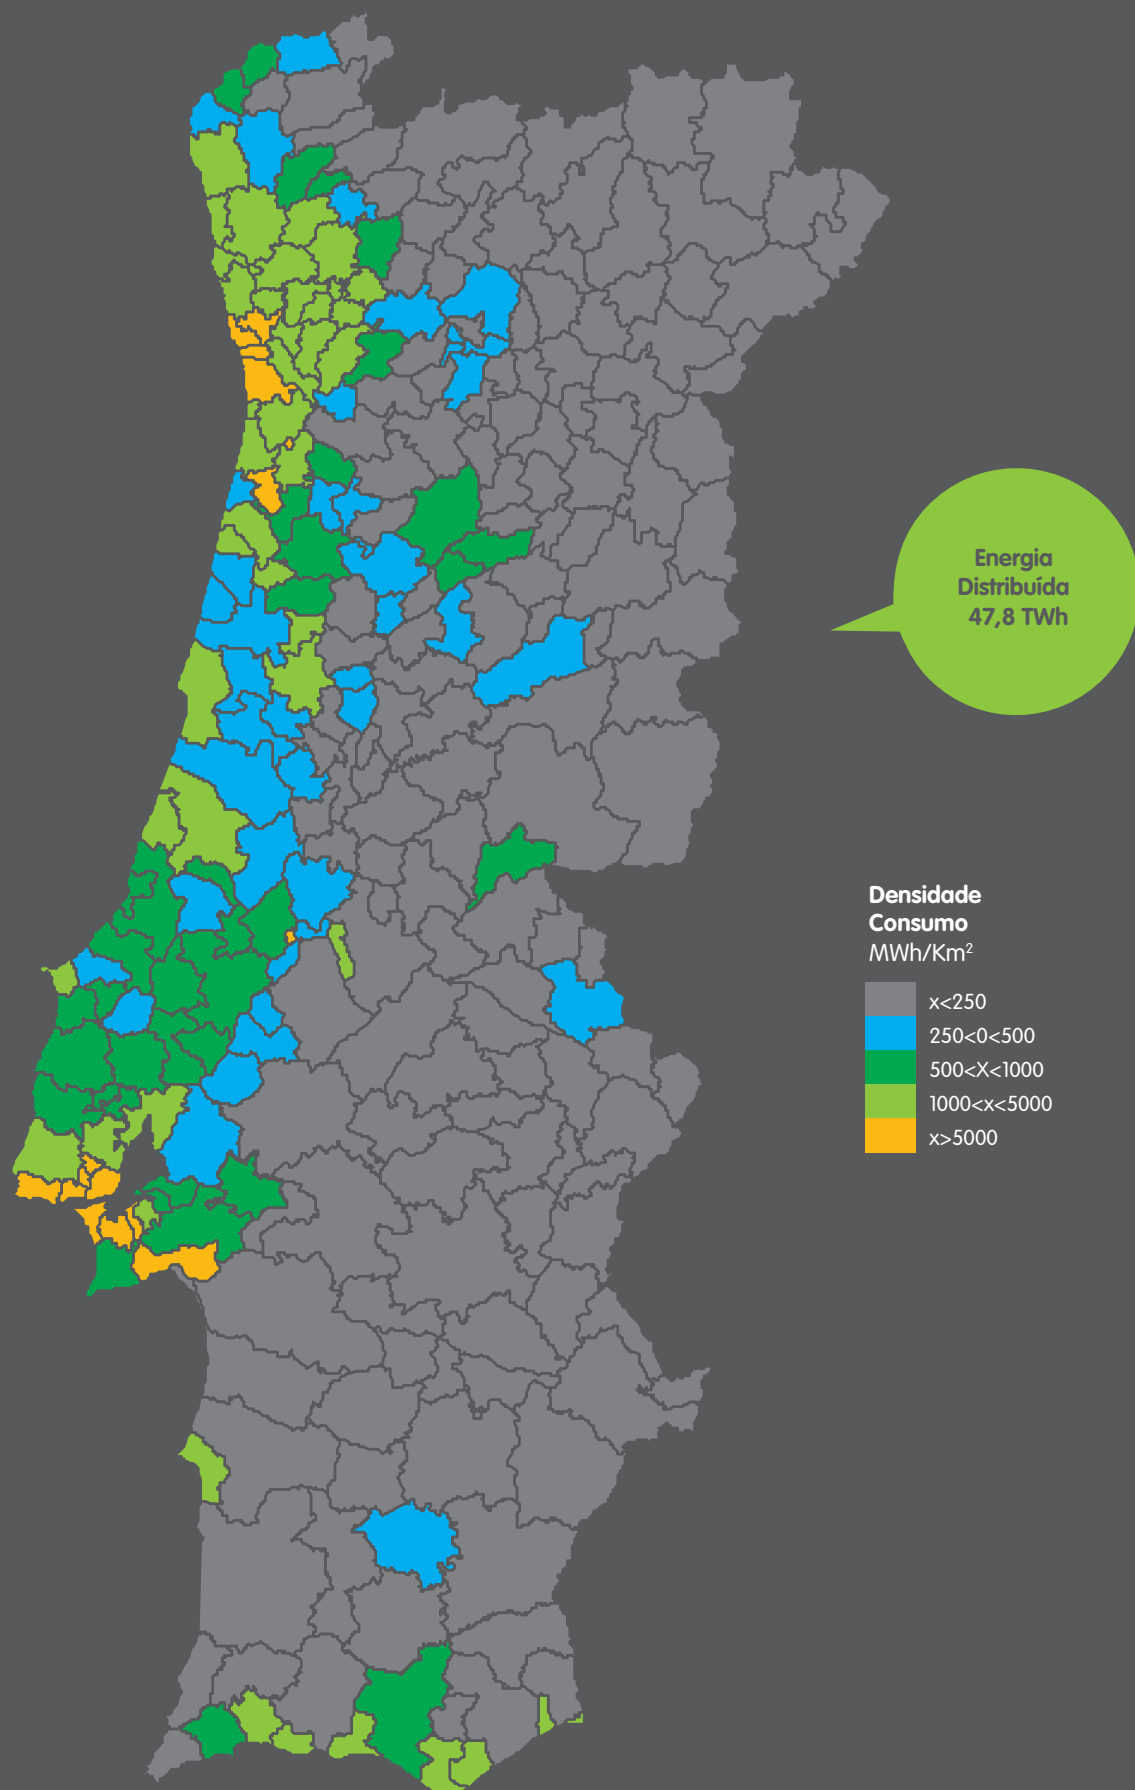 Energia
Distribuída
47,8 TWh
Densidade
Consumo
MWh/Km²
x<250
250<0<500
500<X<1000
1000<x<5000
x>5000